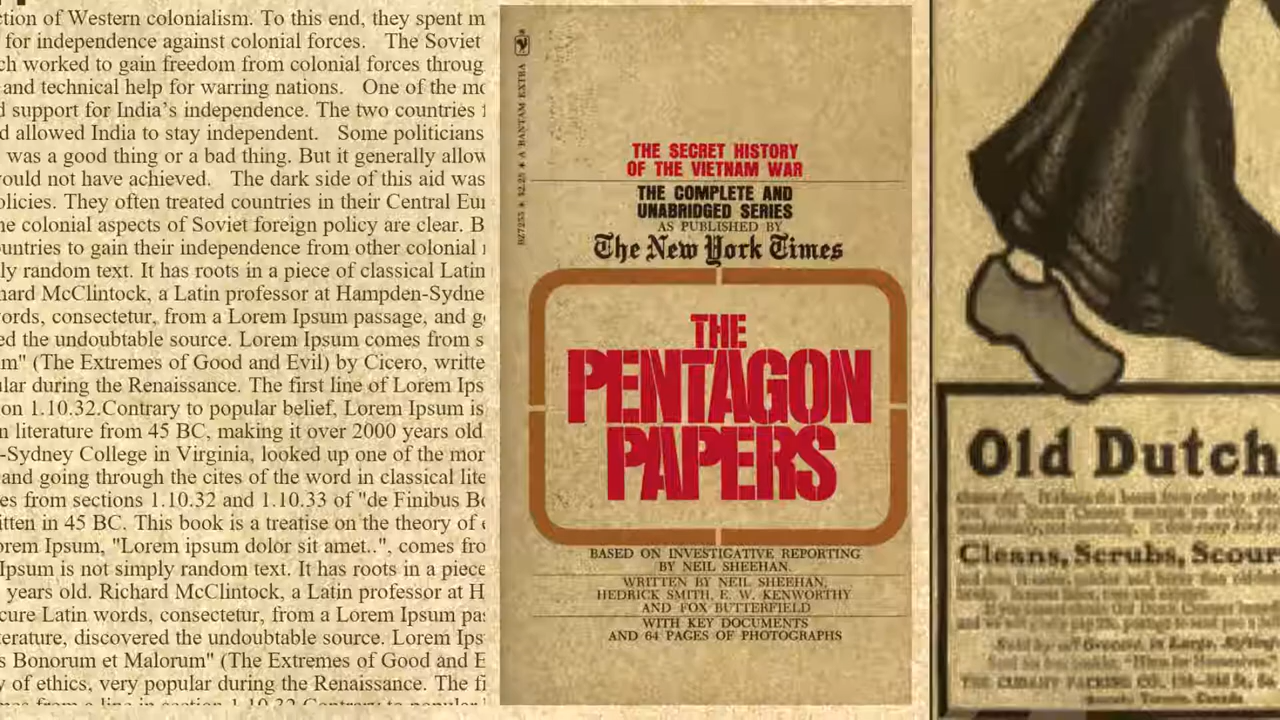 ction of Western colonialism. To this end, they spent m
for independence against colonial forces. The Soviet
ch worked to gain freedom from colonial forces throug
and technical help for warring nations. One of the mo
d support for India's independence. The two countries
d allowed India to stay independent. Some politicians
was a good thing or a bad thing. But it generally allow
ould not have achieved. The dark side of this aid was
olicies. They often treated countries in their Central Eu
he colonial aspects of Soviet foreign policy are clear. B
ountries to gain their independence from other colonial
ly random text. It has roots in a piece of classical Latin
hard McClintock, a Latin professor at Hampden-Sydne
ords, consectetur, from a Lorem Ipsum passage, and g
ed the undoubtable source. Lorem Ipsum comes from s
m" (The Extremes of Good and Evil) by Cicero, writte
lar during the Renaissance. The first line of Lorem Ips
on 1.10.32.Contrary to popular belief, Lorem Ipsum is
n literature from 45 BC, making it over 2000 years old
-Sydney College in Virginia, looked up one of the mor
and going through the cites of the word in classical lite
es from sections 1.10.32 and 1.10.33 of "de Finibus Bo
itten in 45 BC. This book is a treatise on the theory of
orem Ipsum, "Lorem ipsum dolor sit amet..", comes fro
Ipsum is not simply random text. It has roots in a piece
years old. Richard McClintock, a Latin professor at H
cure Latin words, consectetur, from a Lorem Ipsum pa
terature, discovered the undoubtable source. Lorem Ips
s Bonorum et Malorum" (The Extremes of Good and E
y of ethics, very popular during the Renaissance. The fi
mes from a line in section 1.10.32.Contrary to popular
★ A BANTAM EXTRA
THE SECRET HISTORY
OF THE VIETNAM WAR
THE COMPLETE AND
UNABRIDGED SERIES
AS PUBLISHED BY
The New York Times
THE
PENTAGON
PAPERS
BASED ON INVESTIGATIVE REPORTING
BY NEIL SHEEHAN.
WRITTEN BY NEIL SHEEHAN,
HEDRICK SMITH, E. W. KENWORTHY
AND FOX BUTTERFIELD
WITH KEY DOCUMENTS
AND 64 PAGES OF PHOTOGRAPHS
Old Dutch
Cleans, Scrubs, Scour